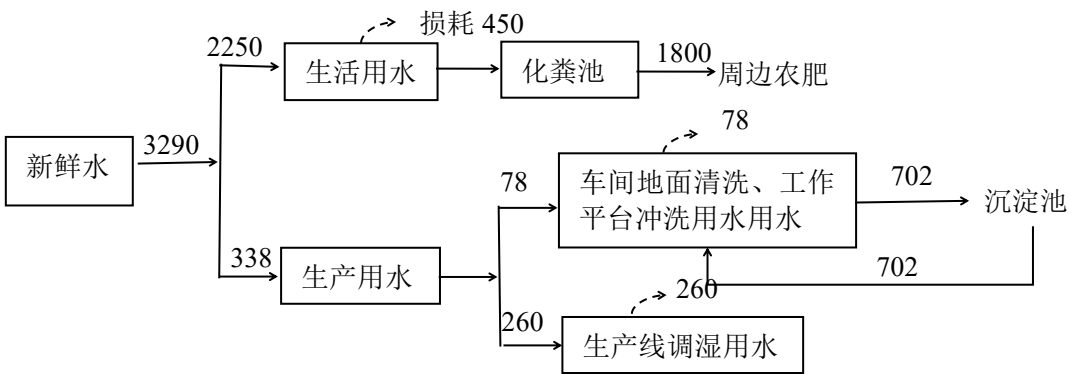 损耗 450
2250
生活用水
化粪池
1800
周边农肥
新鲜水
3290
78
78
车间地面清洗、工作
平台冲洗用水用水
702
沉淀池
338
生产用水
702
260
260
生产线调湿用水